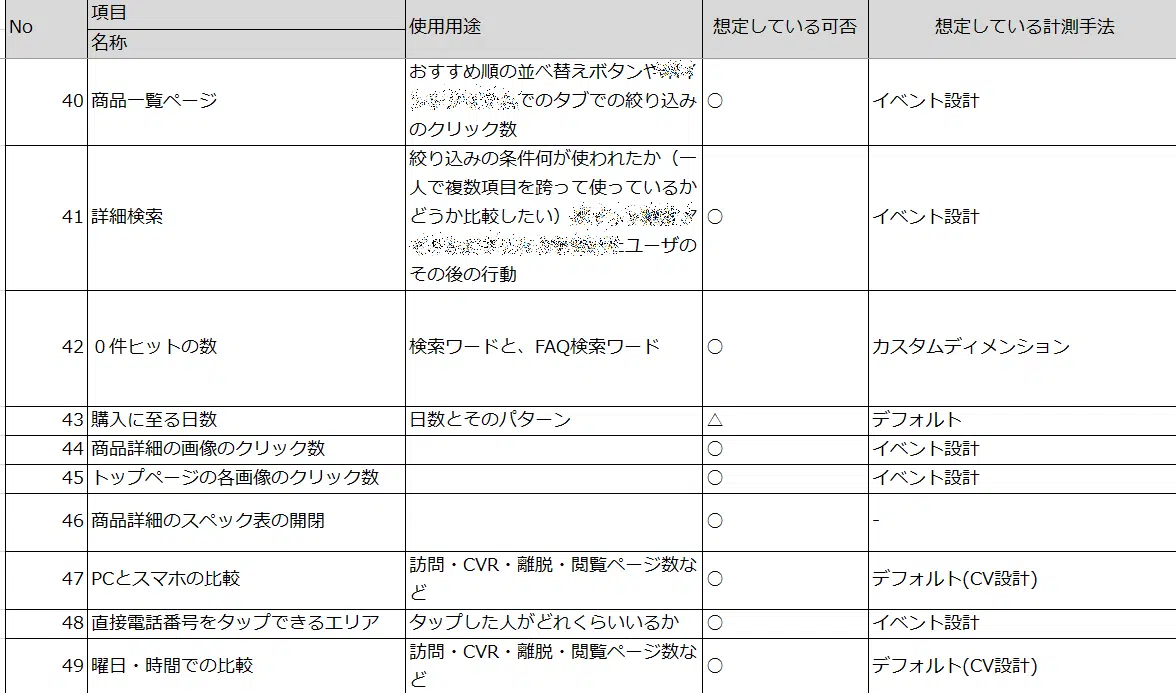 No
項目
名称
使用用途
想定している可否
想定している計測手法
40
商品一覧ページ
おすすめ順の並べ替えボタンや
でのタブでの絞り込み
のクリック数
○
イベント設計
41
詳細検索
絞り込みの条件何が使われたか（一
人で複数項目を跨って使っているか
どうか比較したい）
ユーザの
その後の行動
○
イベント設計
42
０件ヒットの数
検索ワードと、FAQ検索ワード
○
カスタムディメンション
43
購入に至る日数
日数とそのパターン
△
デフォルト
44
商品詳細の画像のクリック数
○
イベント設計
45
トップページの各画像のクリック数
○
イベント設計
46
商品詳細のスペック表の開閉
○
-
47
PCとスマホの比較
訪問・CVR・離脱・閲覧ページ数な
ど
○
デフォルト(CV設計)
48
直接電話番号をタップできるエリア
タップした人がどれくらいいるか
○
イベント設計
49
曜日・時間での比較
訪問・CVR・離脱・閲覧ページ数な
ど
○
デフォルト(CV設計)